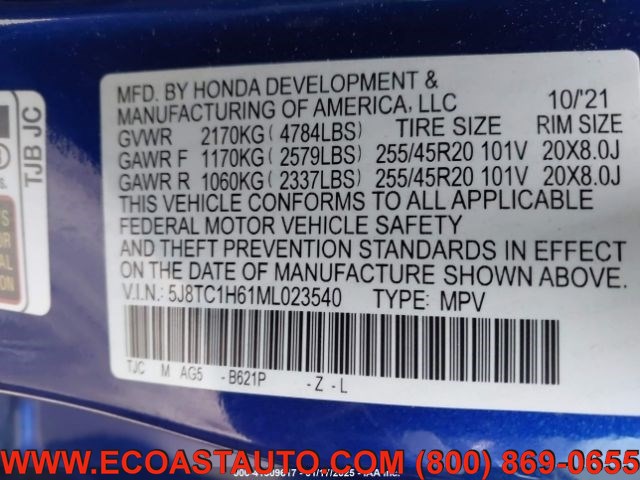 MFD. BY HONDA DEVELOPMENT &
MANUFACTURING OF AMERICA, LLC 10/'21
GVWR 2170KG ( 4784LBS) TIRE SIZE RIM SIZE
GAWR F 1170KG ( 2579LBS) 255/45R20 101V 20X8.0J
GAWR R 1060KG ( 2337LBS) 255/45R20 101V 20X8.0J
THIS VEHICLE CONFORMS TO ALL APPLICABLE
FEDERAL MOTOR VEHICLE SAFETY
AND THEFT PREVENTION STANDARDS IN EFFECT
ON THE DATE OF MANUFACTURE SHOWN ABOVE.
V.I.N.: 5J8TC1H61ML023540 TYPE: MPV
TJC M AG5 - B621P - Z - L
TJB JC
WWW.ECOASTAUTO.COM (800) 869-0655